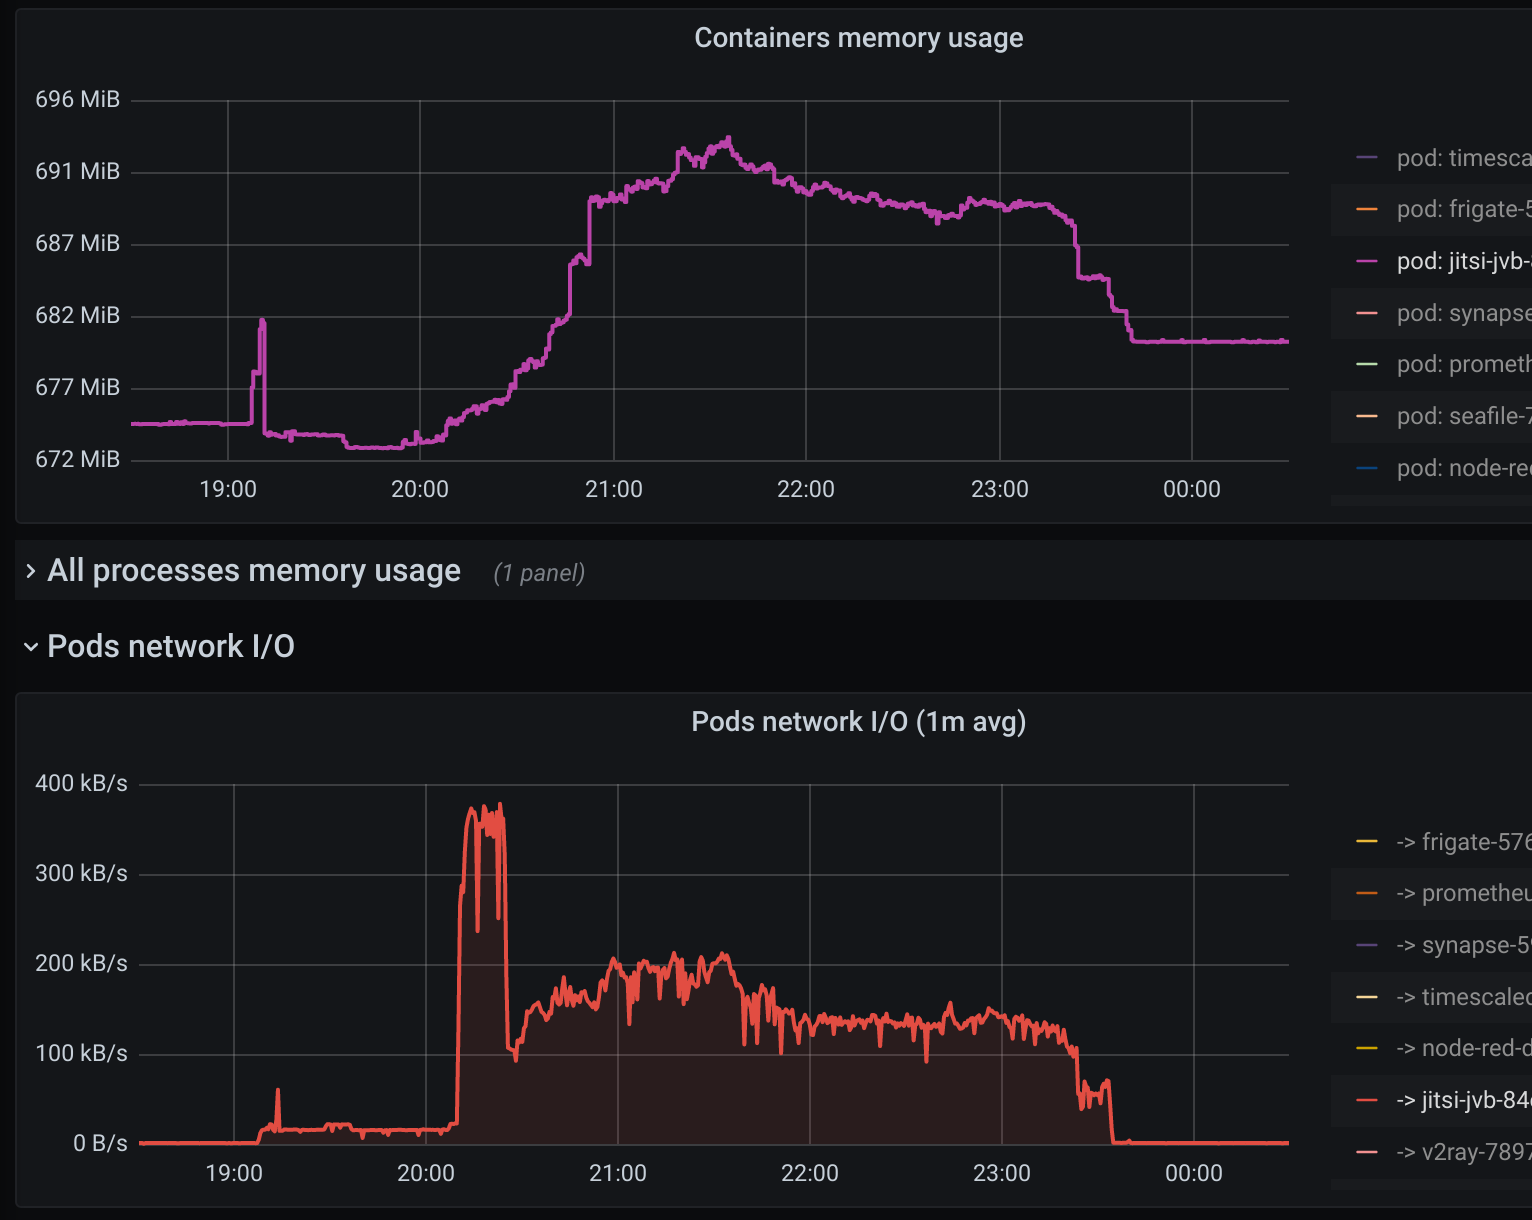 Containers memory usage
696 MiB
691 MiB
687 MiB
682 MiB
677 MiB
672 MiB
19:00 20:00 21:00 22:00 23:00 00:00
pod: timesca
pod: frigate-5
pod: jitsi-jvb-
pod: synapse
pod: prometh
pod: seafile-7
pod: node-red
All processes memory usage (1 panel)
Pods network I/O
Pods network I/O (1m avg)
400 kB/s
300 kB/s
200 kB/s
100 kB/s
0 B/s
19:00 20:00 21:00 22:00 23:00 00:00
-> frigate-576
-> prometheu
-> synapse-59
-> timescaled
-> node-red-d
-> jitsi-jvb-84
-> v2ray-7897